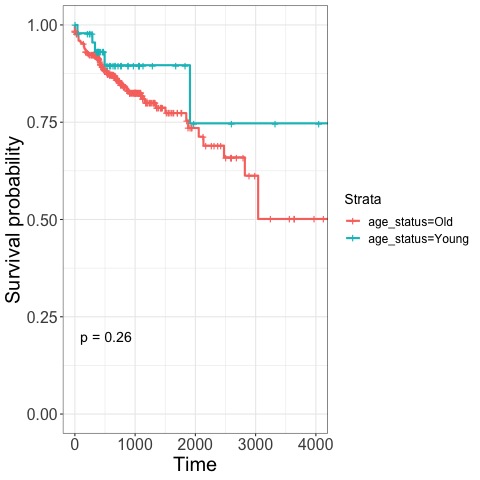 1.00
0.75
0.50
0.25
0.00
Survival probability
p = 0.26
0 1000 2000 3000 4000
Time
Strata
age_status=Old
age_status=Young